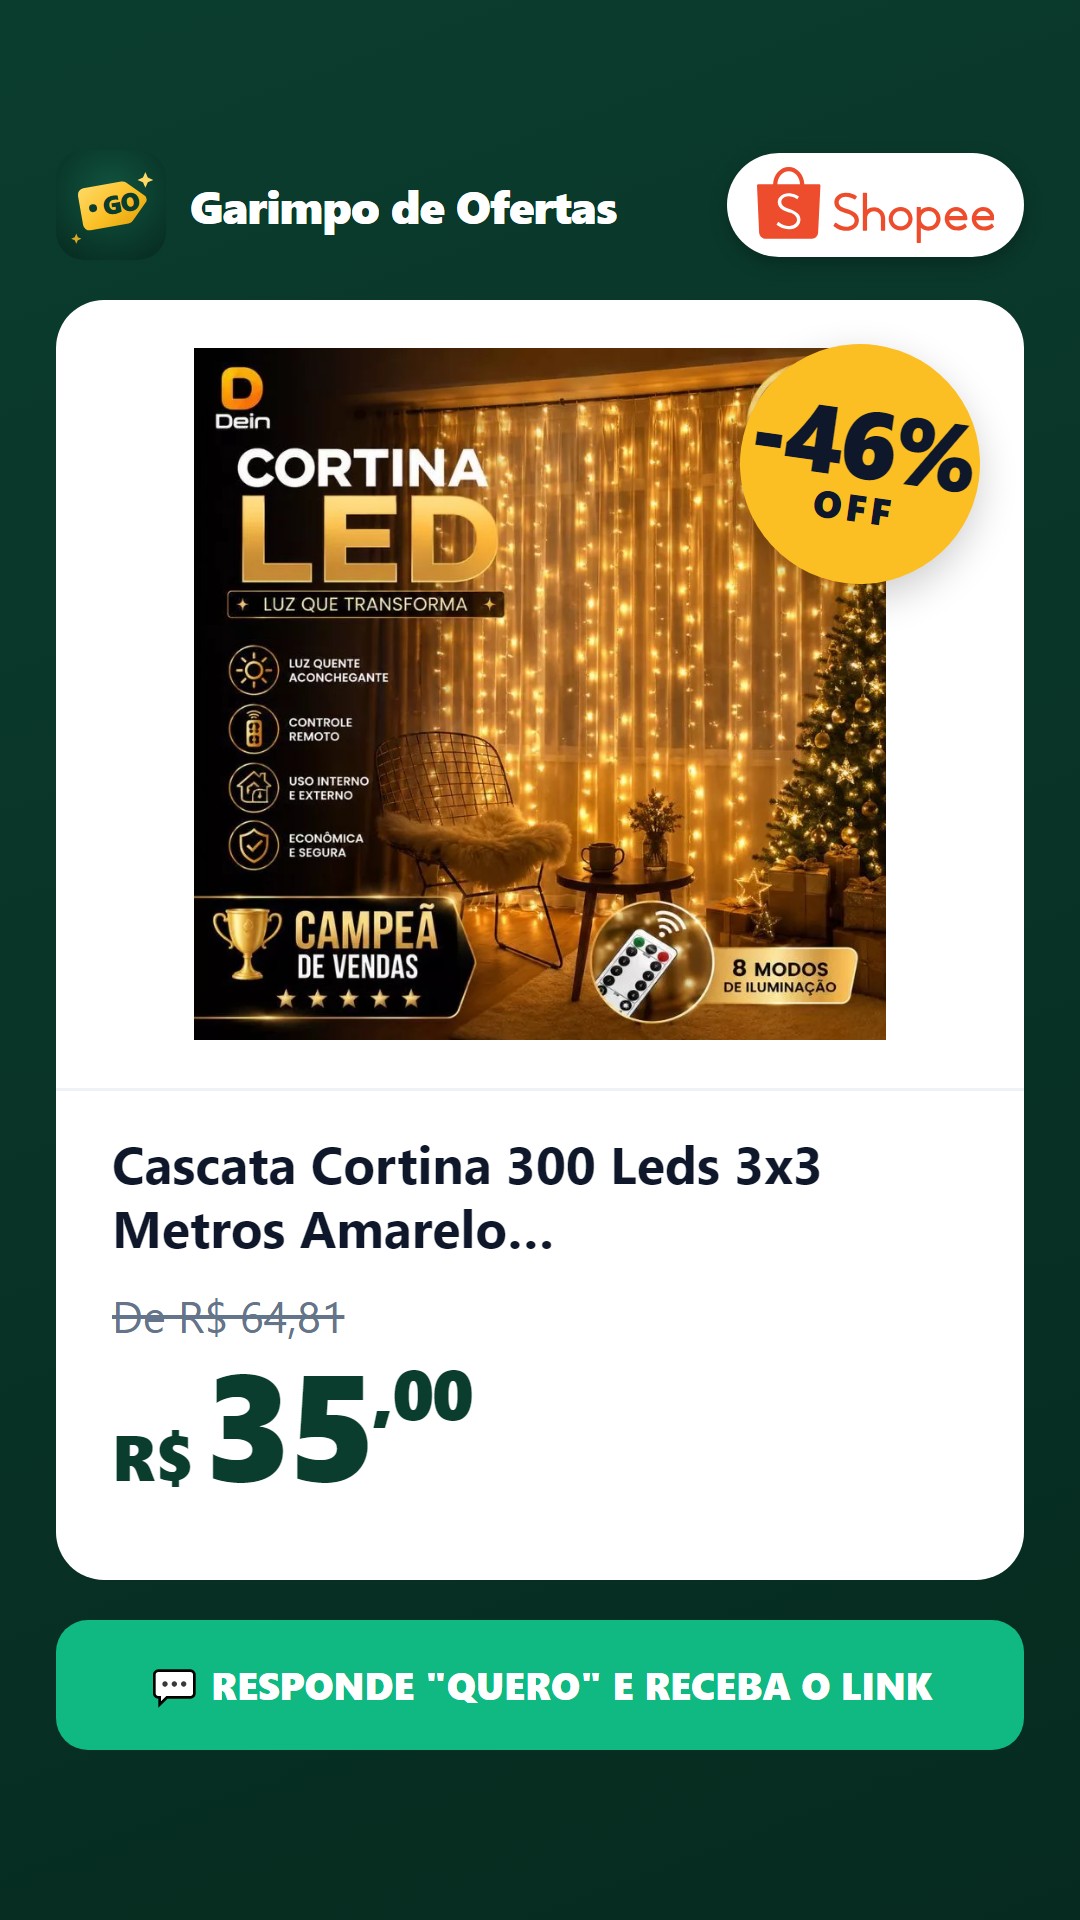 GO
Garimpo de Ofertas
S Shopee
-46%
OFF
D
Dein
CORTINA
LED
LUZ QUE TRANSFORMA
LUZ QUENTE
ACONCHEGANTE
CONTROLE
REMOTO
USO INTERNO
E EXTERNO
ECONÔMICA
E SEGURA
CAMPEÃ
DE VENDAS
8 MODOS
DE ILUMINAÇÃO
Cascata Cortina 300 Leds 3x3
Metros Amarelo...
De R$ 64,81
R$ 35,00
RESPONDE "QUERO" E RECEBA O LINK